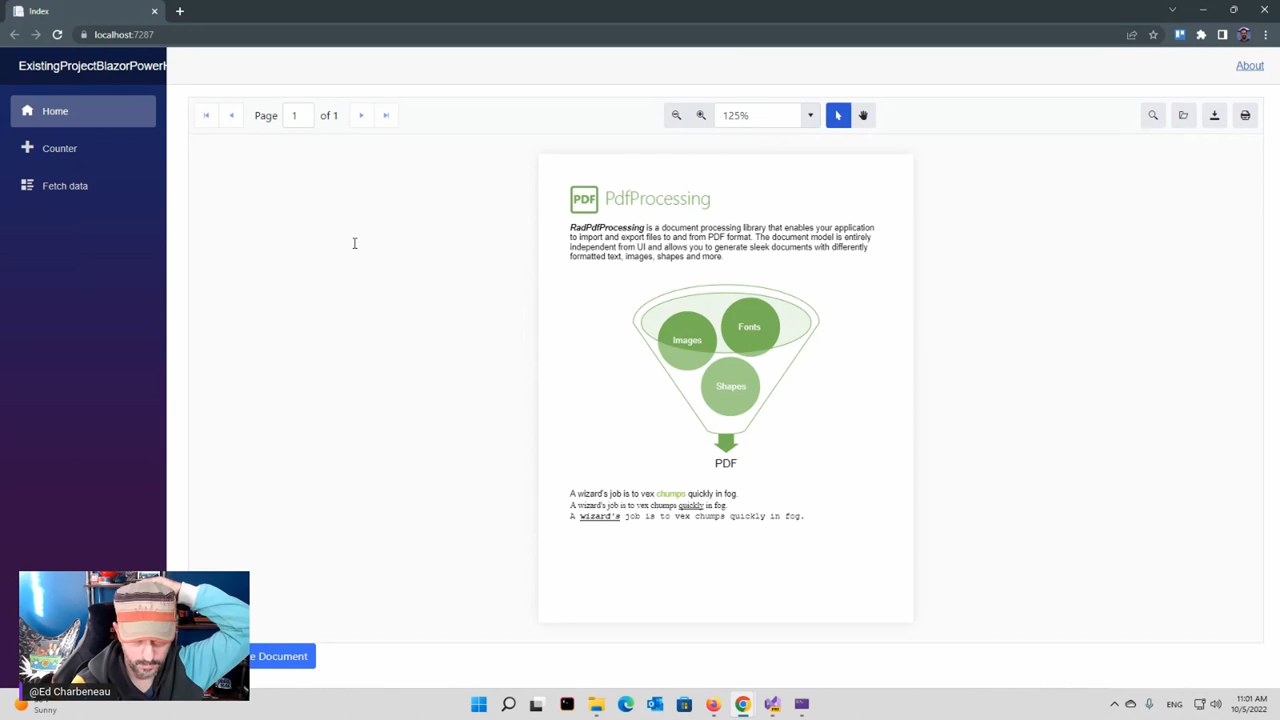 Index
localhost:7287
ExistingProjectBlazorPowerH
About
Home
Counter
Fetch data
Page 1 of 1
125%
PDF PdfProcessing
RadPdfProcessing is a document processing library that enables your application
to import and export files to and from PDF format. The document model is entirely
independent from UI and allows you to generate sleek documents with differently
formatted text, images, shapes and more.
Images
Fonts
Shapes
PDF
A wizard's job is to vex chumps quickly in fog.
A wizard's job is to vex chumps quickly in fog.
A wizard's job is to vex chumps quickly in fog.
e Document
@Ed Charbeneau
Sunny
ENG
11:01 AM
10/5/2022